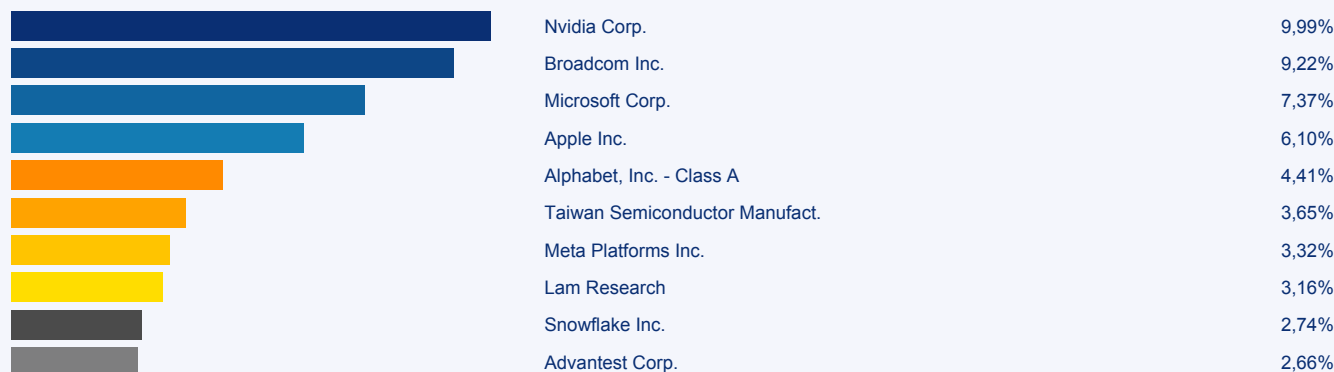 Nvidia Corp. 9,99%
Broadcom Inc. 9,22%
Microsoft Corp. 7,37%
Apple Inc. 6,10%
Alphabet, Inc. - Class A 4,41%
Taiwan Semiconductor Manufact. 3,65%
Meta Platforms Inc. 3,32%
Lam Research 3,16%
Snowflake Inc. 2,74%
Advantest Corp. 2,66%